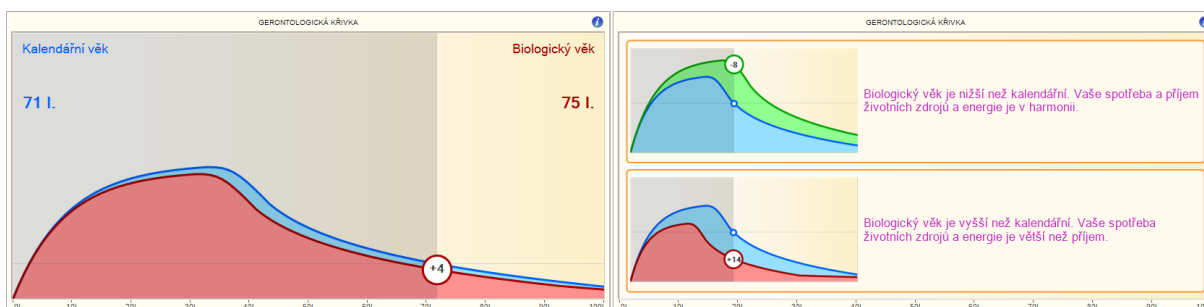 GERONTOLOGICKÁ KŘIVKA
i
Kalendářní věk
Biologický věk
71 l.
75 l.
+4
GERONTOLOGICKÁ KŘIVKA
-8
Biologický věk je nižší než kalendářní. Vaše spotřeba a příjem
životních zdrojů a energie je v harmonii.
+14
Biologický věk je vyšší než kalendářní. Vaše spotřeba
životních zdrojů a energie je větší než příjem.